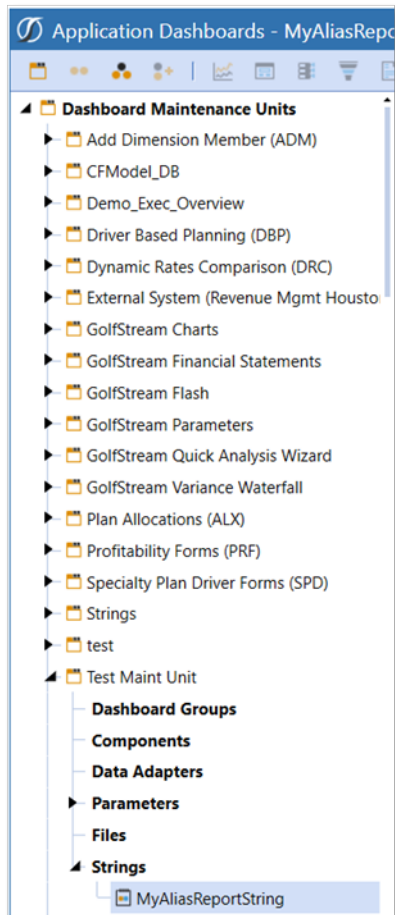 Application Dashboards - MyAliasRepo
Dashboard Maintenance Units
Add Dimension Member (ADM)
CFModel_DB
Demo_Exec_Overview
Driver Based Planning (DBP)
Dynamic Rates Comparison (DRC)
External System (Revenue Mgmt Housto
GolfStream Charts
GolfStream Financial Statements
GolfStream Flash
GolfStream Parameters
GolfStream Quick Analysis Wizard
GolfStream Variance Waterfall
Plan Allocations (ALX)
Profitability Forms (PRF)
Specialty Plan Driver Forms (SPD)
Strings
test
Test Maint Unit
Dashboard Groups
Components
Data Adapters
Parameters
Files
Strings
MyAliasReportString